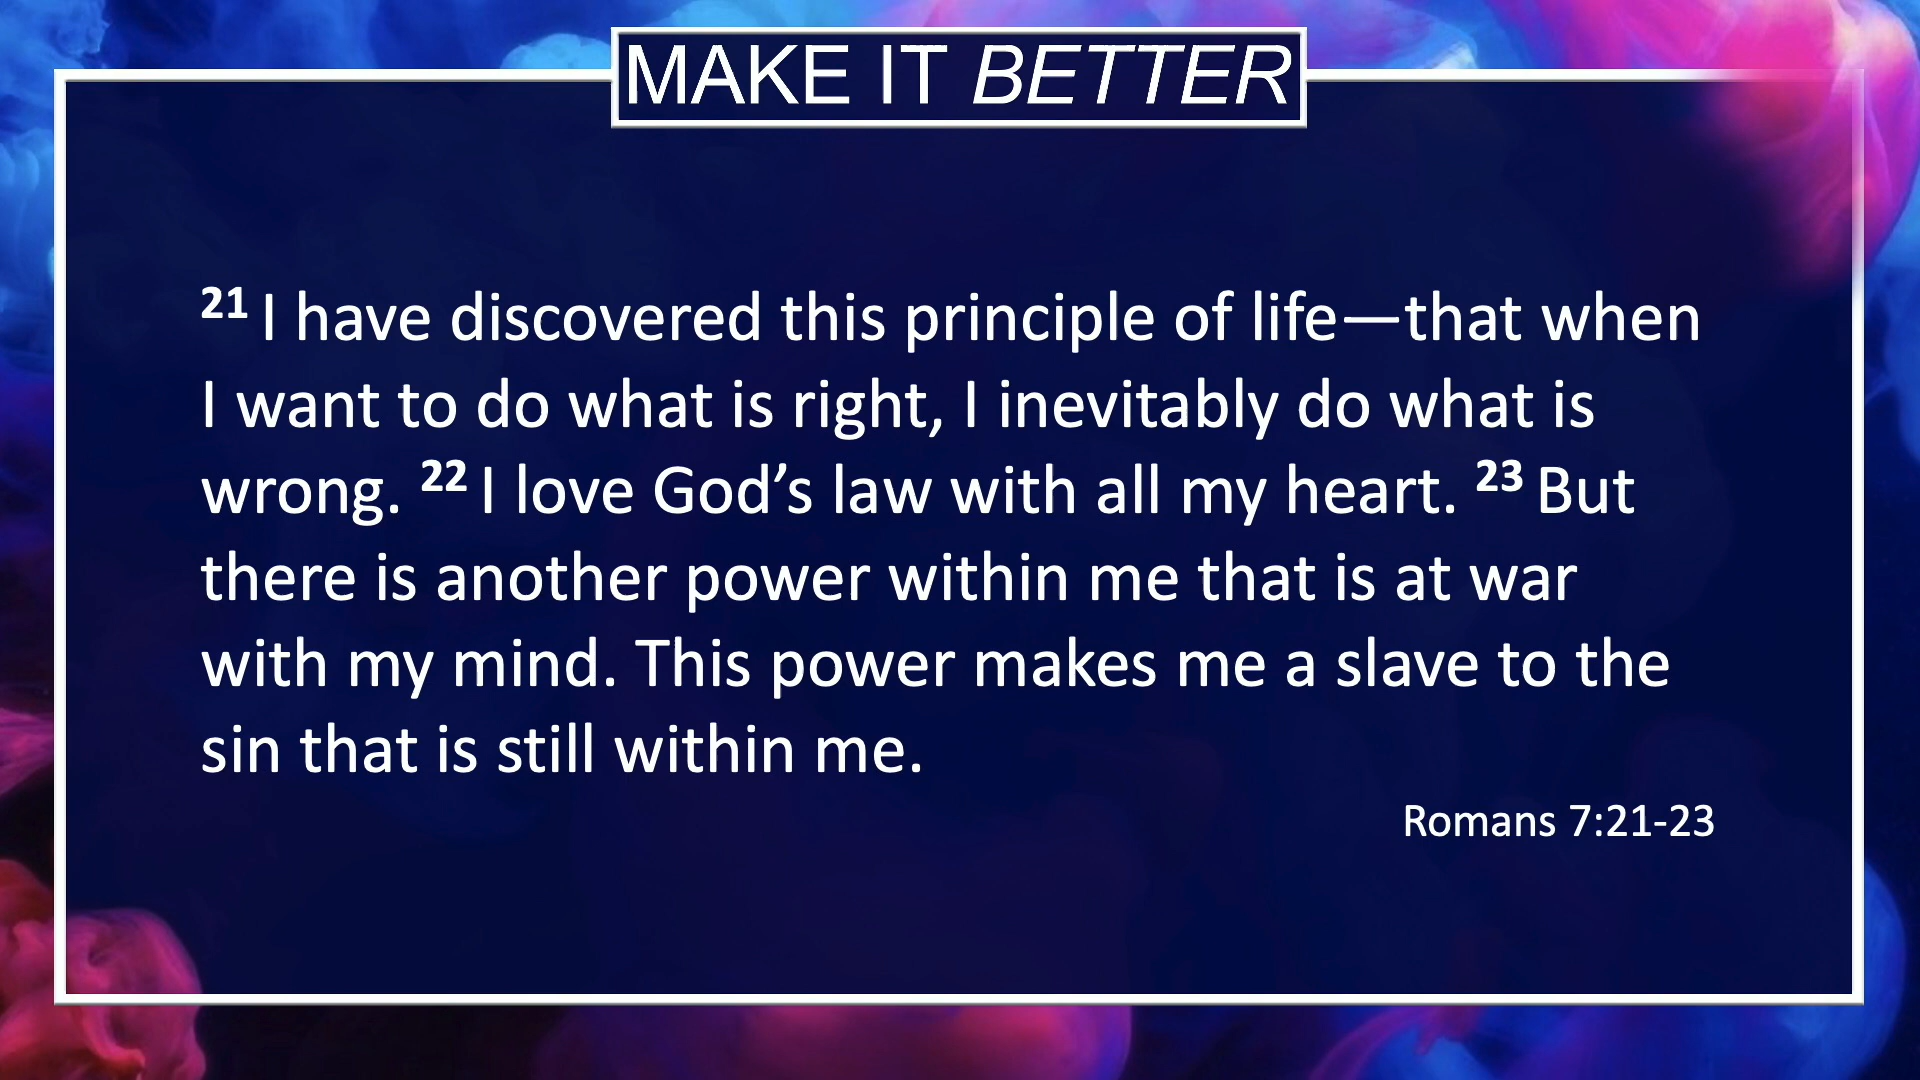 MAKE IT BETTER
21 I have discovered this principle of life—that when
I want to do what is right, I inevitably do what is
wrong. 22 I love God’s law with all my heart. 23 But
there is another power within me that is at war
with my mind. This power makes me a slave to the
sin that is still within me.
Romans 7:21-23